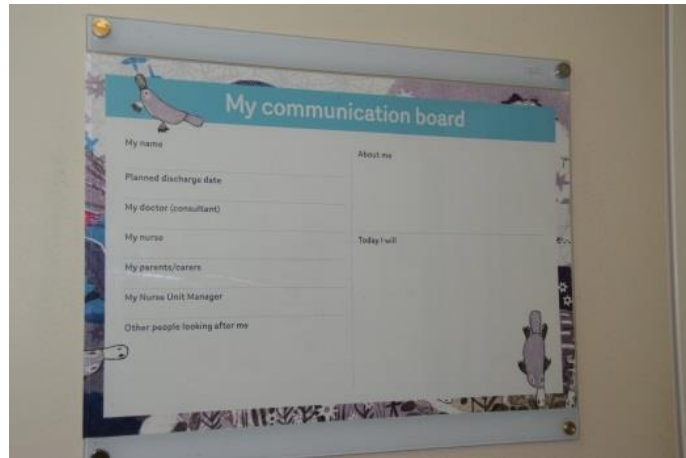 My communication board
My name
Planned discharge date
My doctor (consultant)
My nurse
My parents/carers
My Nurse Unit Manager
Other people looking after me
About me
Today I will